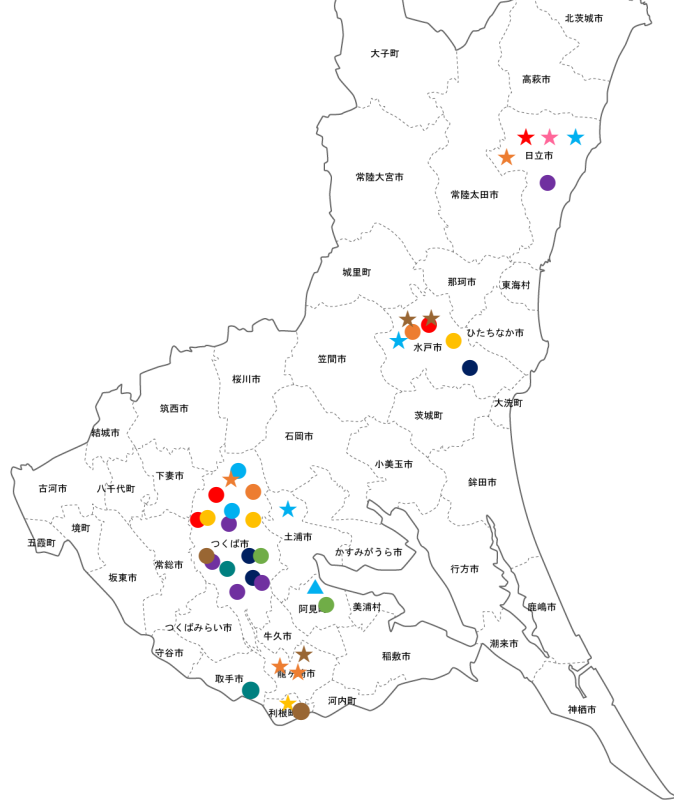 北茨城市
大子町
高萩市
日立市
常陸大宮市
常陸太田市
城里町
那珂市
東海村
ひたちなか市
水戸市
笠間市
桜川市
大洗町
筑西市
茨城町
結城市
石岡市
小美玉市
下妻市
鉾田市
古河市
八千代町
境町
土浦市
五霞町
つくば市
かすみがうら市
常総市
行方市
坂東市
阿見
美浦村
鹿嶋市
つくばみらい市
牛久市
潮来市
守谷市
稲敷市
龍ケ崎市
取手市
河内町
利根町
神栖市